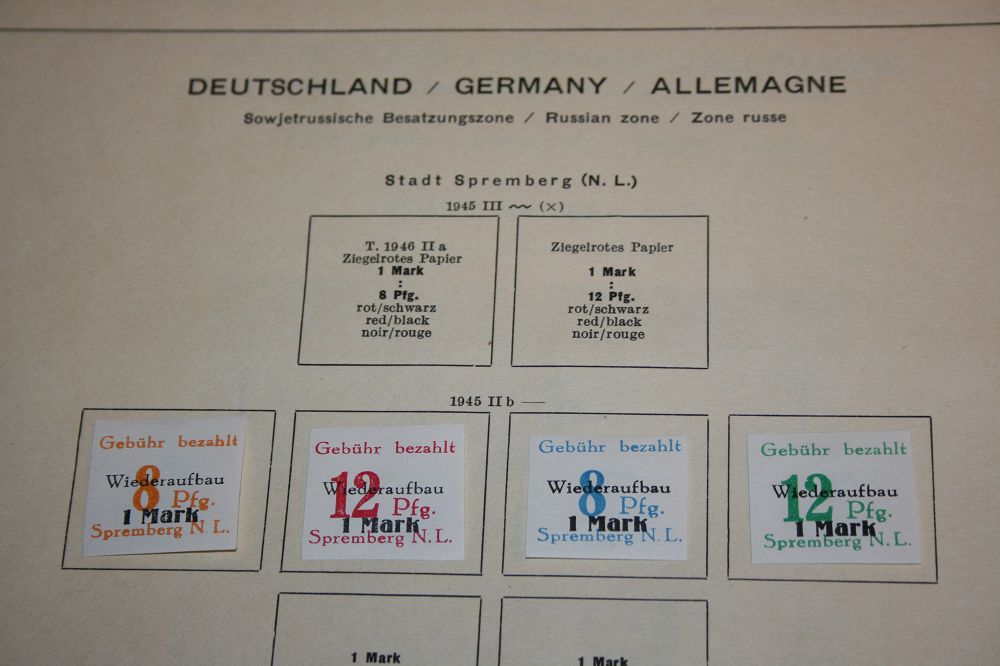 DEUTSCHLAND / GERMANY / ALLEMAGNE
Sowjetrussische Besatzungszone / Russian zone / Zone russe
Stadt Spremberg (N. L.)
1945 III 〜 (×)
T. 1946 II a
Ziegelrotes Papier
1 Mark
:
8 Pfg.
rot/schwarz
red/black
noir/rouge
Ziegelrotes Papier
1 Mark
:
12 Pfg.
rot/schwarz
red/black
noir/rouge
1945 II b —
Gebühr bezahlt
Wiederaufbau
8 Pfg.
1 Mark
Spremberg N. L.
Gebühr bezahlt
Wiederaufbau
12 Pfg.
1 Mark
Spremberg N. L.
Gebühr bezahlt
Wiederaufbau
8 Pfg.
1 Mark
Spremberg N. L.
Gebühr bezahlt
Wiederaufbau
12 Pfg.
1 Mark
Spremberg N. L.
1 Mark
1 Mark